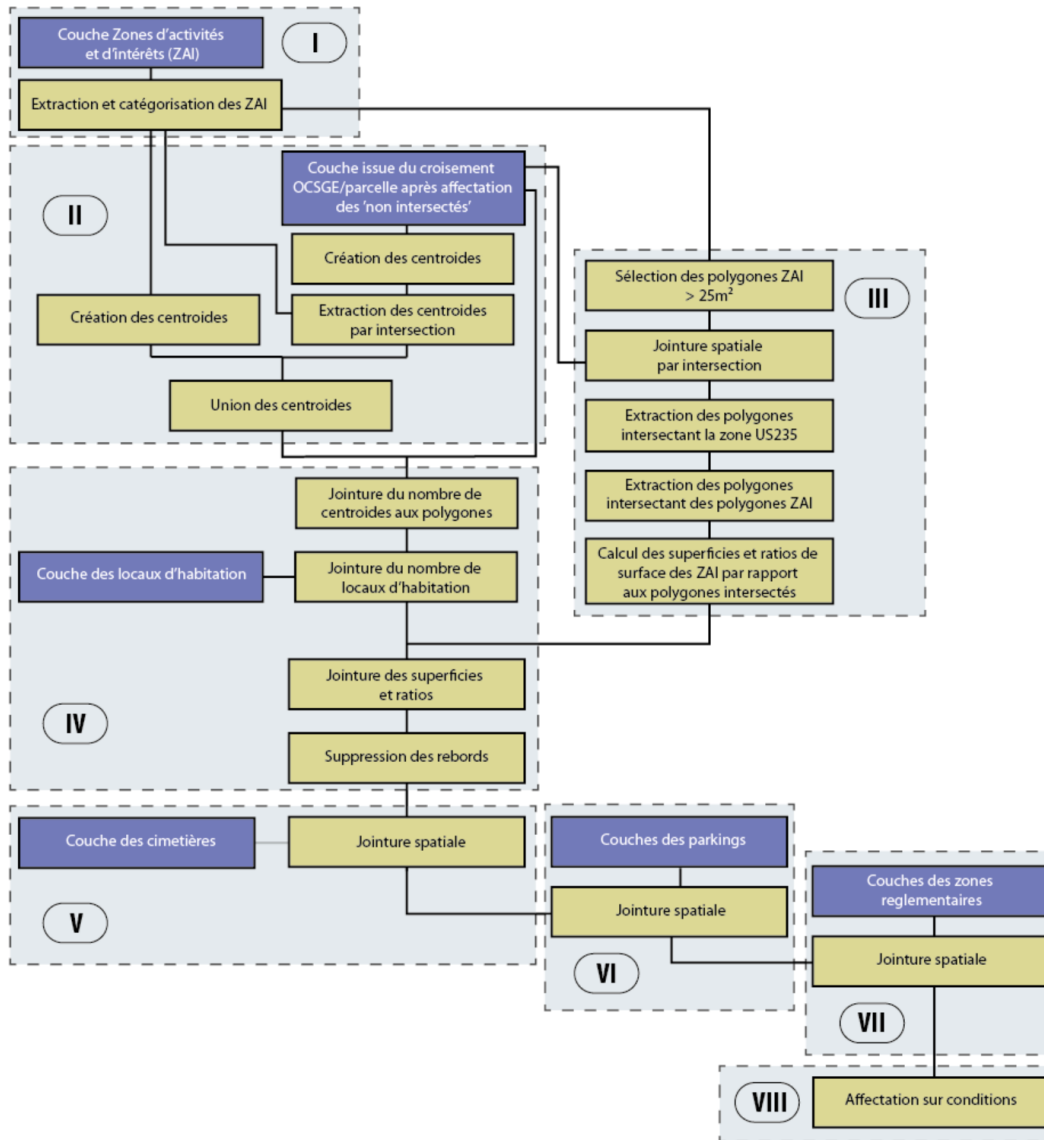 Couche Zones d'activités
et d'intérêts (ZAI)
I
Extraction et catégorisation des ZAI
Couche issue du croisement
OCSGE/parcelle après affectation
des 'non intersectés'
II
Création des centroides
Création des centroides
Extraction des centroides
par intersection
Union des centroides
Sélection des polygones ZAI
> 25m²
III
Jointure spatiale
par intersection
Extraction des polygones
intersectant la zone US235
Extraction des polygones
intersectant des polygones ZAI
Calcul des superficies et ratios de
surface des ZAI par rapport
aux polygones intersectés
Jointure du nombre de
centroides aux polygones
Couche des locaux d'habitation
Jointure du nombre de
locaux d'habitation
Jointure des superficies
et ratios
IV
Suppression des rebords
Couche des cimetières
Jointure spatiale
V
Couches des parkings
Jointure spatiale
VI
Couches des zones
reglementaires
Jointure spatiale
VII
VIII
Affectation sur conditions